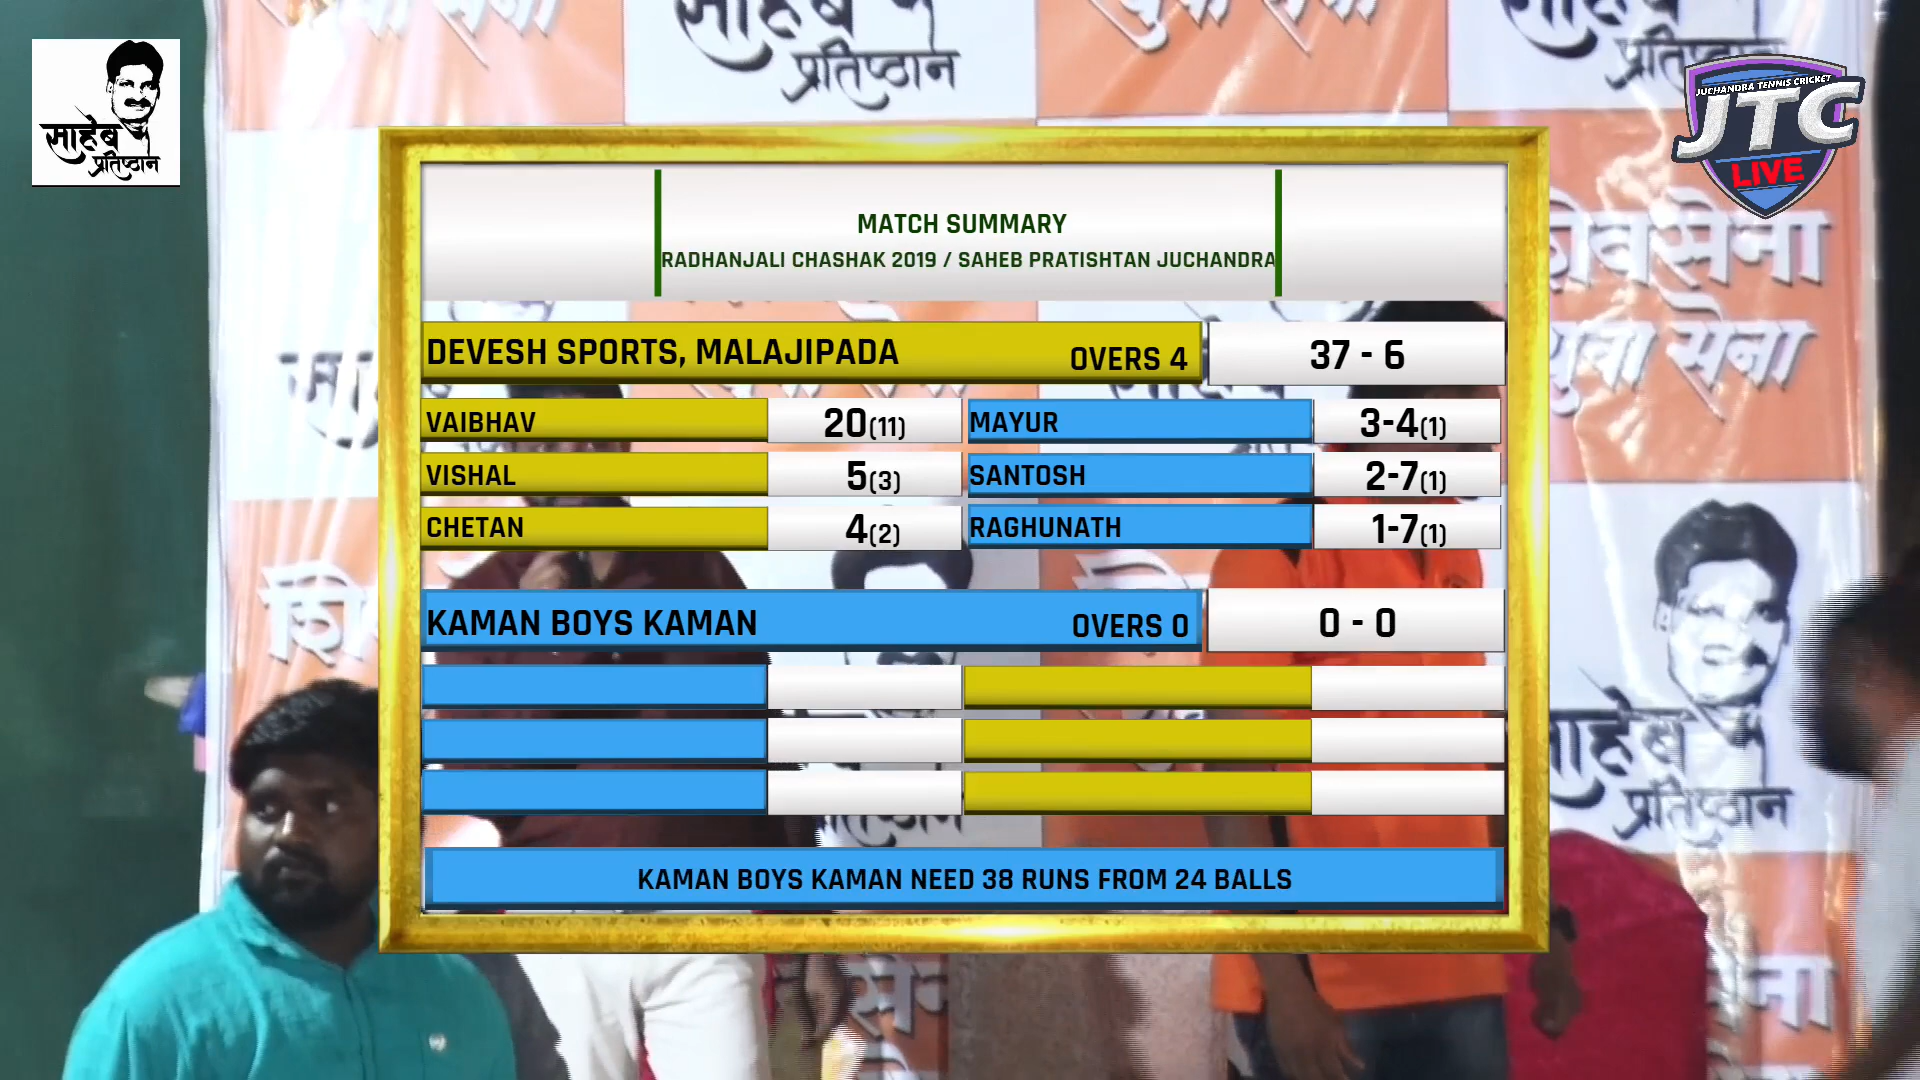 साहेब
प्रतिष्ठान
युवा सेना
साहेब
प्रतिष्ठान
JUCHANDRA TENNIS CRICKET
JTC
LIVE
MATCH SUMMARY
RADHANJALI CHASHAK 2019 / SAHEB PRATISHTAN JUCHANDRA
DEVESH SPORTS, MALAJIPADA OVERS 4 37 - 6
VAIBHAV 20(11) MAYUR 3-4(1)
VISHAL 5(3) SANTOSH 2-7(1)
CHETAN 4(2) RAGHUNATH 1-7(1)
KAMAN BOYS KAMAN OVERS 0 0 - 0
KAMAN BOYS KAMAN NEED 38 RUNS FROM 24 BALLS
शिवसेना
युवा सेना
साहेब
प्रतिष्ठान